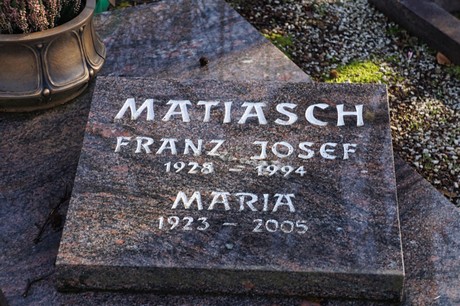 MATIASCH
FRANZ JOSEF
1928 – 1994
MARIA
1923 – 2005